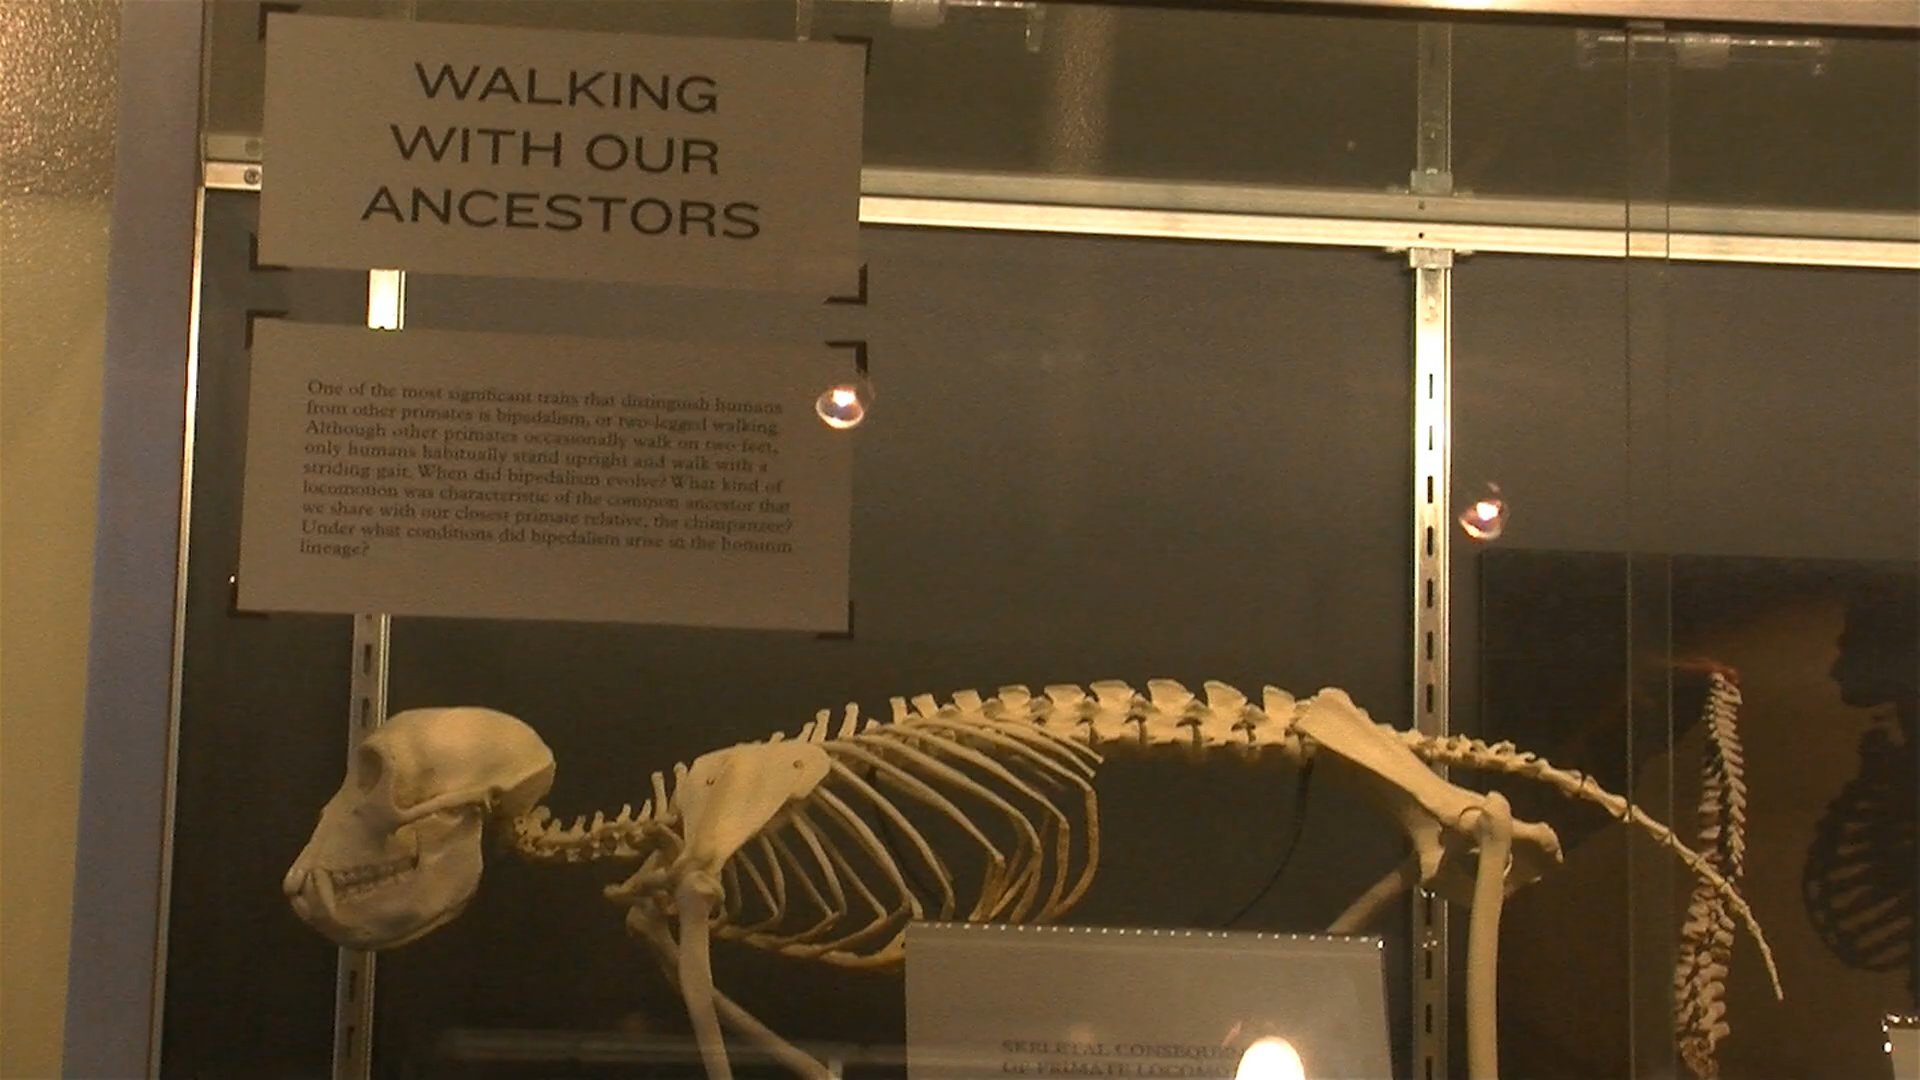 WALKING
WITH OUR
ANCESTORS
One of the most significant traits that distinguish humans
from other primates is bipedalism, or two-legged walking.
Although other primates occasionally walk on two feet,
only humans habitually stand upright and walk with a
striding gait. When did bipedalism evolve? What kind of
locomotion was characteristic of the common ancestor that
we share with our closest primate relative, the chimpanzee?
Under what conditions did bipedalism arise in the hominin
lineage?
SKELETAL
OF PRIMATE